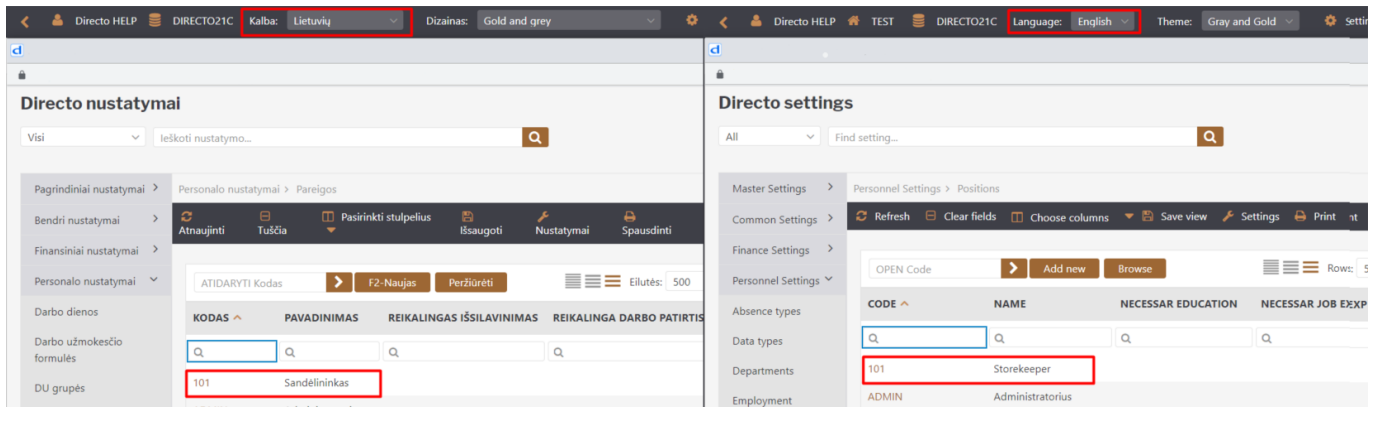 Directo HELP DIRECTO21C Kalba: Lietuvių Dizainas: Gold and grey
Directo nustatymai
Visi Ieškoti nustatymo...
Pagrindiniai nustatymai Personalo nustatymai > Pareigos
Bendri nustatymai
Finansiniai nustatymai
Personalo nustatymai
Darbo dienos
Darbo užmokesčio
formulės
DU grupės
Atnaujinti Tuščia Pasirinkti stulpelius Išsaugoti Nustatymai Spausdinti
ATIDARYTI Kodas F2-Naujas Peržiūrėti Eilutės: 500
KODAS PAVADINIMAS REIKALINGAS IŠSILAVINIMAS REIKALINGA DARBO PATIRTIS
101 Sandėlininkas
Directo HELP TEST DIRECTO21C Language: English Theme: Gray and Gold
Directo settings
All Find setting...
Master Settings Personnel Settings > Positions
Common Settings
Finance Settings
Personnel Settings
Absence types
Data types
Departments
Employment
Refresh Clear fields Choose columns Save view Settings Print
OPEN Code Add new Browse Rows:
CODE NAME NECESSAR EDUCATION NECESSAR JOB
101 Storekeeper
ADMIN Administratorius